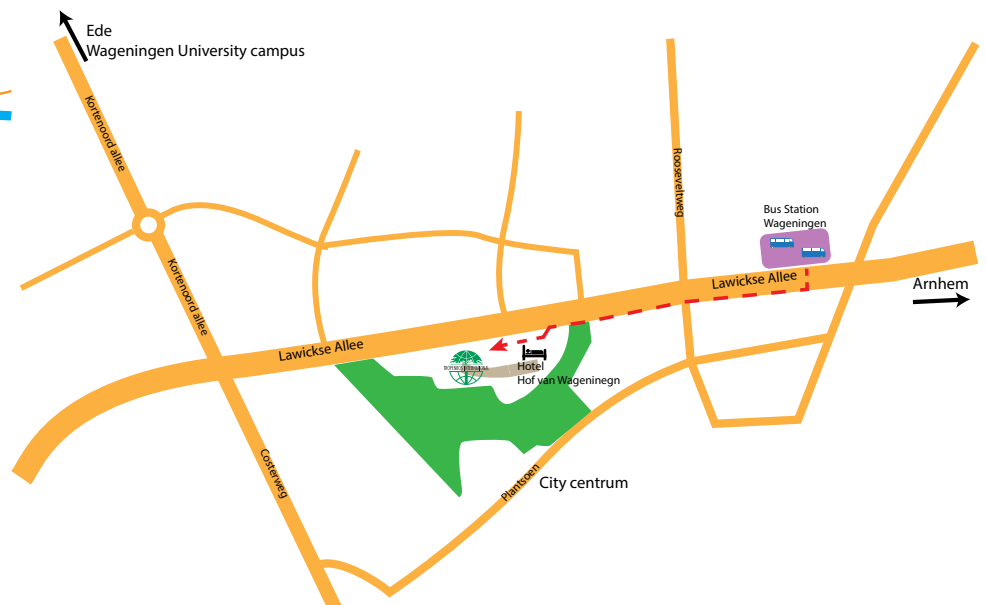 Ede
Wageningen University campus
Kortenoord allee
Rooseveltweg
Bus Station
Wageningen
Kortenoord allee
Lawickse Allee
Arnhem
Lawickse Allee
Hotel
Hof van Wageninegn
Costerweg
Plantsoen
City centrum